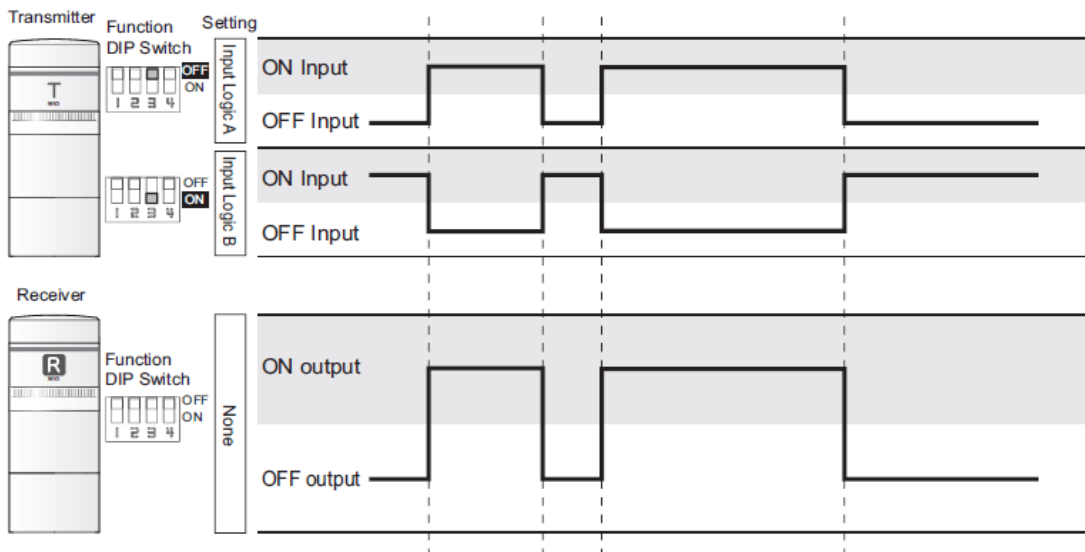 Transmitter
Function
DIP Switch
Setting
OFF
ON
1 2 3 4
T
WIO
Input Logic A
ON Input
OFF Input
OFF
ON
1 2 3 4
Input Logic B
ON Input
OFF Input
Receiver
R
WIO
Function
DIP Switch
OFF
ON
1 2 3 4
None
ON output
OFF output